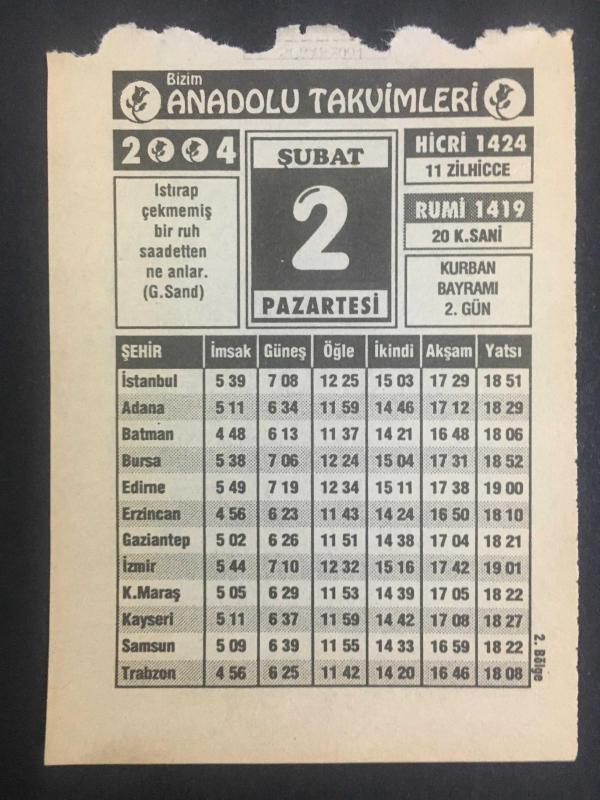 Bizim
ANADOLU TAKVİMLERİ
2004
Istırap
çekmemiş
bir ruh
saadetten
ne anlar.
(G.Sand)
ŞUBAT
2
PAZARTESİ
HİCRİ 1424
11 ZİLHİCCE
RUMİ 1419
20 K.SANİ
KURBAN
BAYRAMI
2. GÜN
ŞEHİR İmsak Güneş Öğle İkindi Akşam Yatsı
İstanbul 5 39 7 08 12 25 15 03 17 29 18 51
Adana 5 11 6 34 11 59 14 46 17 12 18 29
Batman 4 48 6 13 11 37 14 21 16 48 18 06
Bursa 5 38 7 06 12 24 15 04 17 31 18 52
Edirne 5 49 7 19 12 34 15 11 17 38 19 00
Erzincan 4 56 6 23 11 43 14 24 16 50 18 10
Gaziantep 5 02 6 26 11 51 14 38 17 04 18 21
İzmir 5 44 7 10 12 32 15 16 17 42 19 01
K.Maraş 5 05 6 29 11 53 14 39 17 05 18 22
Kayseri 5 11 6 37 11 59 14 42 17 08 18 27
Samsun 5 09 6 39 11 55 14 33 16 59 18 22
Trabzon 4 56 6 25 11 42 14 20 16 46 18 08
2. Bölge